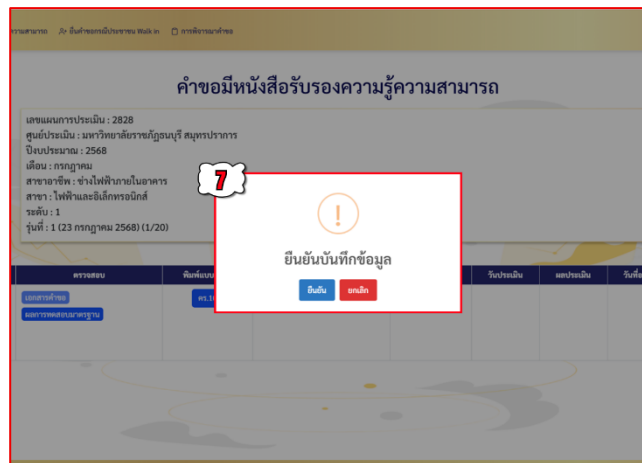 ความสามารถ ยื่นคำขอกรณีประชาชน Walk in การพิจารณาคำขอ
คำขอมีหนังสือรับรองความรู้ความสามารถ
เลขแผนการประเมิน : 2828
ศูนย์ประเมิน : มหาวิทยาลัยราชภัฏธนบุรี สมุทรปราการ
ปีงบประมาณ : 2568
เดือน : กรกฎาคม
สาขาอาชีพ : ช่างไฟฟ้าภายในอาคาร
สาขา : ไฟฟ้าและอิเล็กทรอนิกส์
ระดับ : 1
รุ่นที่ : 1 (23 กรกฎาคม 2568) (1/20)
7
!
ยืนยันบันทึกข้อมูล
ยืนยัน ยกเลิก
ตรวจสอบ พิมพ์แบบ วันประเมิน ผลประเมิน
เอกสารคำขอ คร.10
ผลการทดสอบมาตรฐาน